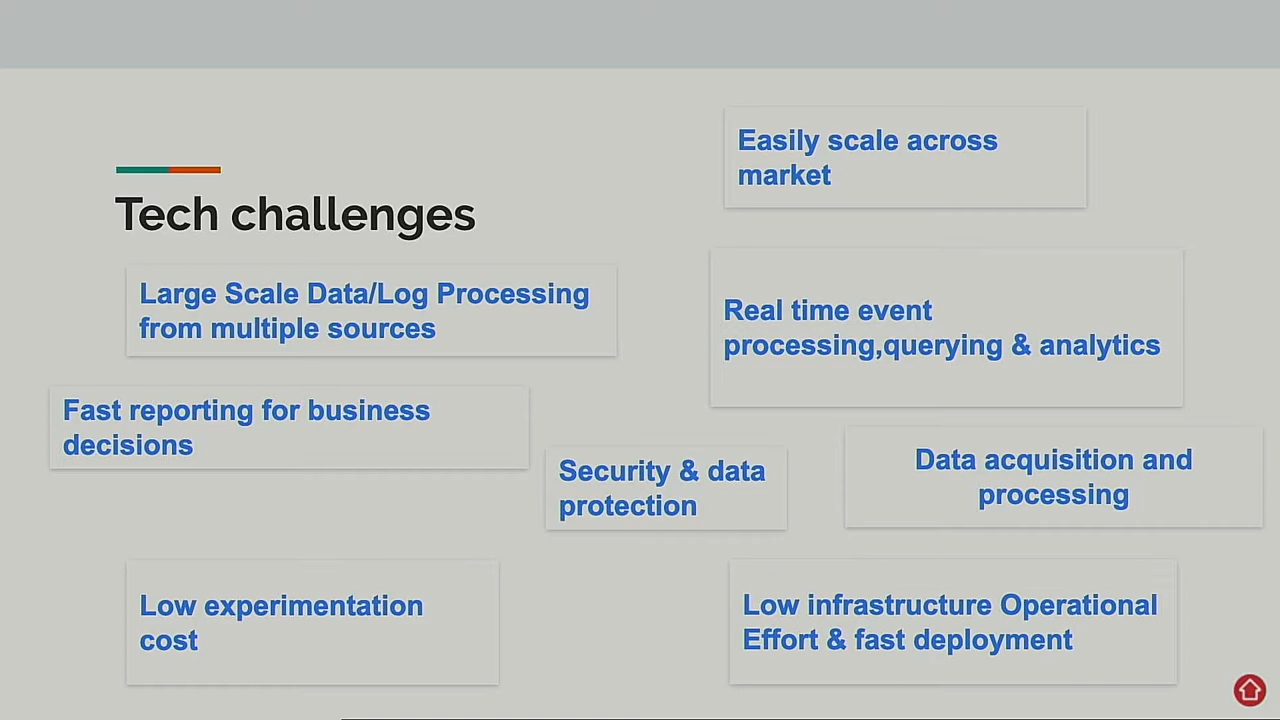 Tech challenges
Easily scale across
market
Large Scale Data/Log Processing
from multiple sources
Real time event
processing,querying & analytics
Fast reporting for business
decisions
Security & data
protection
Data acquisition and
processing
Low experimentation
cost
Low infrastructure Operational
Effort & fast deployment